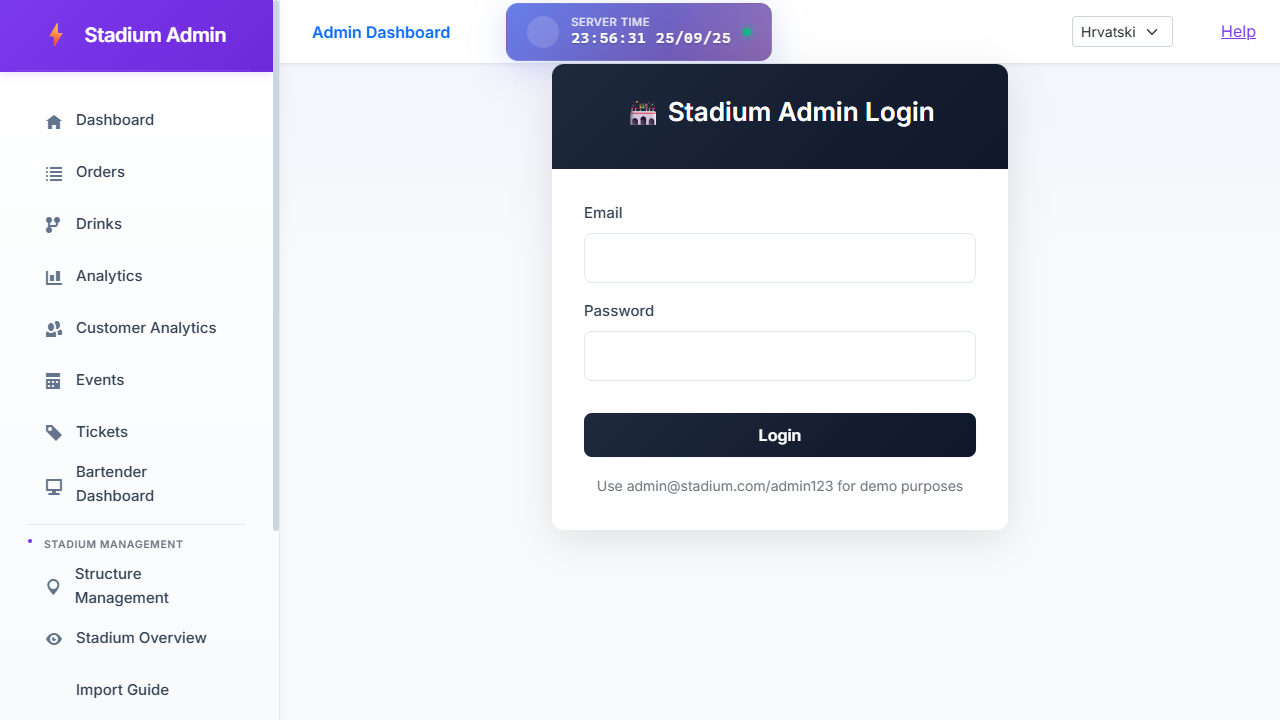 Stadium Admin
Admin Dashboard
SERVER TIME
23:56:31 25/09/25
Hrvatski
Help
Dashboard
Orders
Drinks
Analytics
Customer Analytics
Events
Tickets
Bartender
Dashboard
STADIUM MANAGEMENT
Structure
Management
Stadium Overview
Import Guide
Stadium Admin Login
Email
Password
Login
Use admin@stadium.com/admin123 for demo purposes